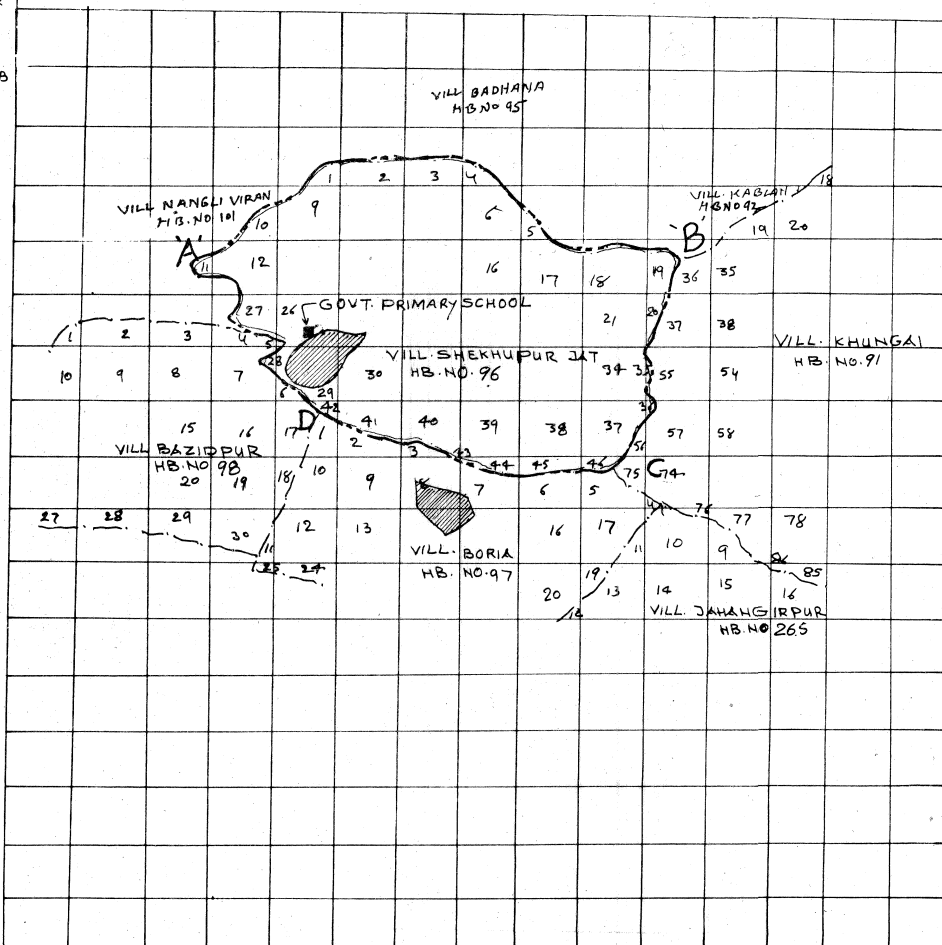 B
VILL BADHANA
HB NO 95
1 2 3 4
18
VILL. KABLAH
HB NO 92
VILL NANGLI VIRAN
H.B. NO 101
9
6
10
5
19 20
'A'
'B'
11 12
16 17 18 19 36 35
27 26
GOVT. PRIMARY SCHOOL
20
21
37 38
1 2 3 4
5
VILL. KHUNGAI
HB. NO. 91
VILL. SHEKHUPUR JAT
HB. NO. 96
28
10 9 8 7
30
34
55 54
6
29
42
D
41 40 39 38 37
57 58
15 16 17 1
2
3
43
56
VILL BAZIDPUR
HB. NO 98
44 45 46
C
75 74
20 19 18 10 9
7 6 5
27 28 29
30
12 13
16 17
76
77 78
11
VILL. BORIA
HB. NO. 97
11 10 9
25 24
19
86
85
20
13 14 15 16
VILL. JAHANGIRPUR
HB. NO 265